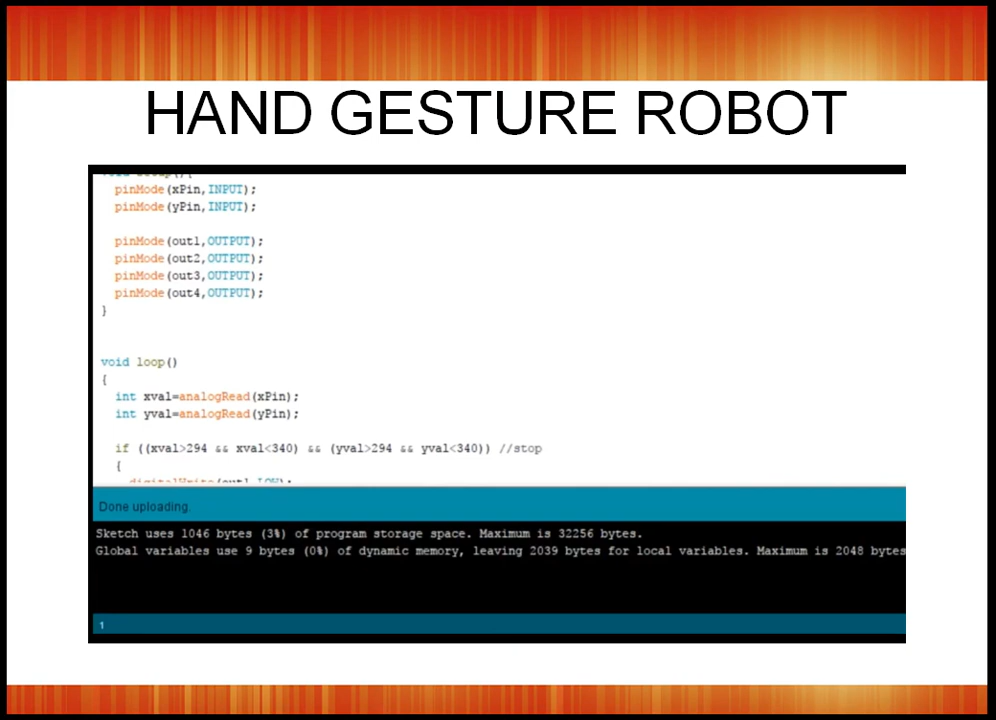 HAND GESTURE ROBOT
pinMode(xPin,INPUT);
pinMode(yPin,INPUT);
pinMode(out1,OUTPUT);
pinMode(out2,OUTPUT);
pinMode(out3,OUTPUT);
pinMode(out4,OUTPUT);
}
void loop()
{
int xval=analogRead(xPin);
int yval=analogRead(yPin);
if ((xval>294 && xval<340) && (yval>294 && yval<340)) //stop
{
digitalWrite(out1,LOW);
Done uploading.
Sketch uses 1046 bytes (3%) of program storage space. Maximum is 32256 bytes.
Global variables use 9 bytes (0%) of dynamic memory, leaving 2039 bytes for local variables. Maximum is 2048 bytes
1